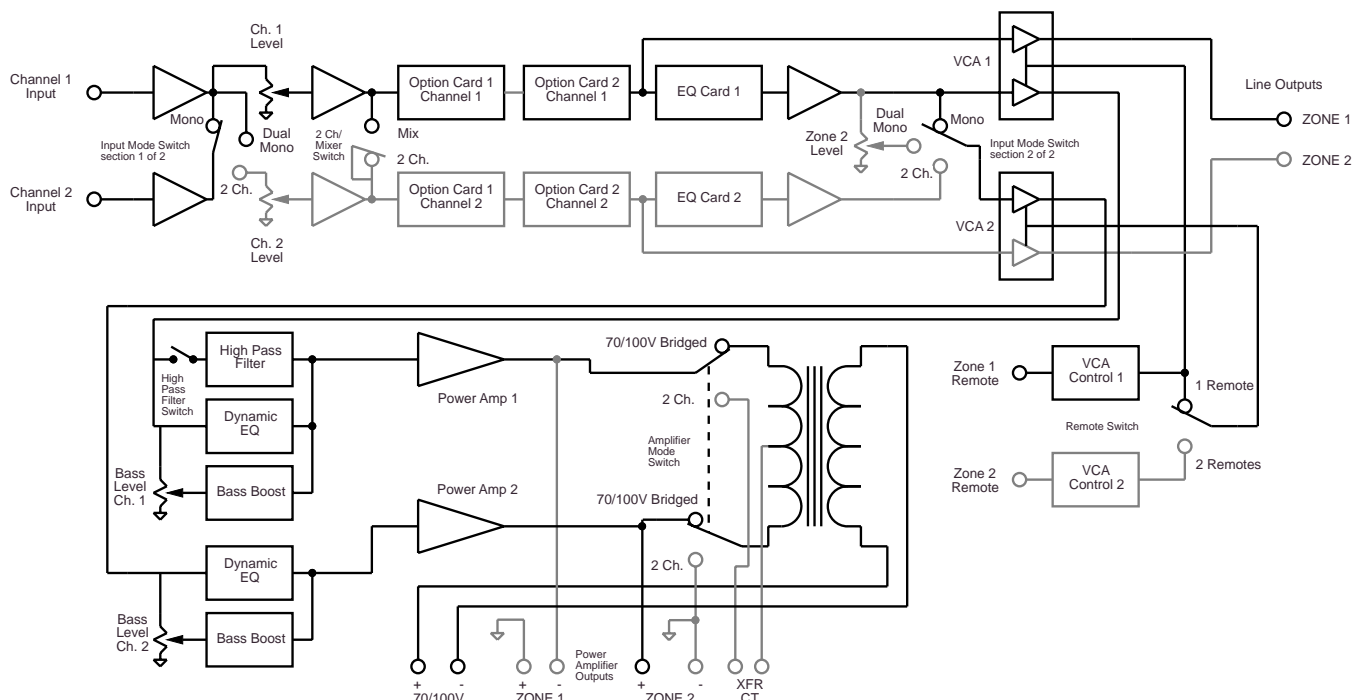 Ch. 1
Level
Channel 1
Input
Mono
Dual
Mono
Input Mode Switch
section 1 of 2
2 Ch.
Channel 2
Input
Ch. 2
Level
2 Ch/
Mixer
Switch
Mix
2 Ch.
Option Card 1
Channel 1
Option Card 2
Channel 1
EQ Card 1
Option Card 1
Channel 2
Option Card 2
Channel 2
EQ Card 2
Zone 2
Level
Dual
Mono
Mono
Input Mode Switch
section 2 of 2
2 Ch.
VCA 1
VCA 2
Line Outputs
ZONE 1
ZONE 2
High Pass
Filter
High
Pass
Filter
Switch
Dynamic
EQ
Bass
Level
Ch. 1
Bass Boost
Dynamic
EQ
Bass
Level
Ch. 2
Bass Boost
Power Amp 1
Power Amp 2
70/100V Bridged
2 Ch.
Amplifier
Mode
Switch
70/100V Bridged
2 Ch.
Zone 1
Remote
VCA
Control 1
1 Remote
Remote Switch
Zone 2
Remote
VCA
Control 2
2 Remotes
Power
Amplifier
Outputs
+ - + - + - XFR
70/100V ZONE 1 ZONE 2 CT